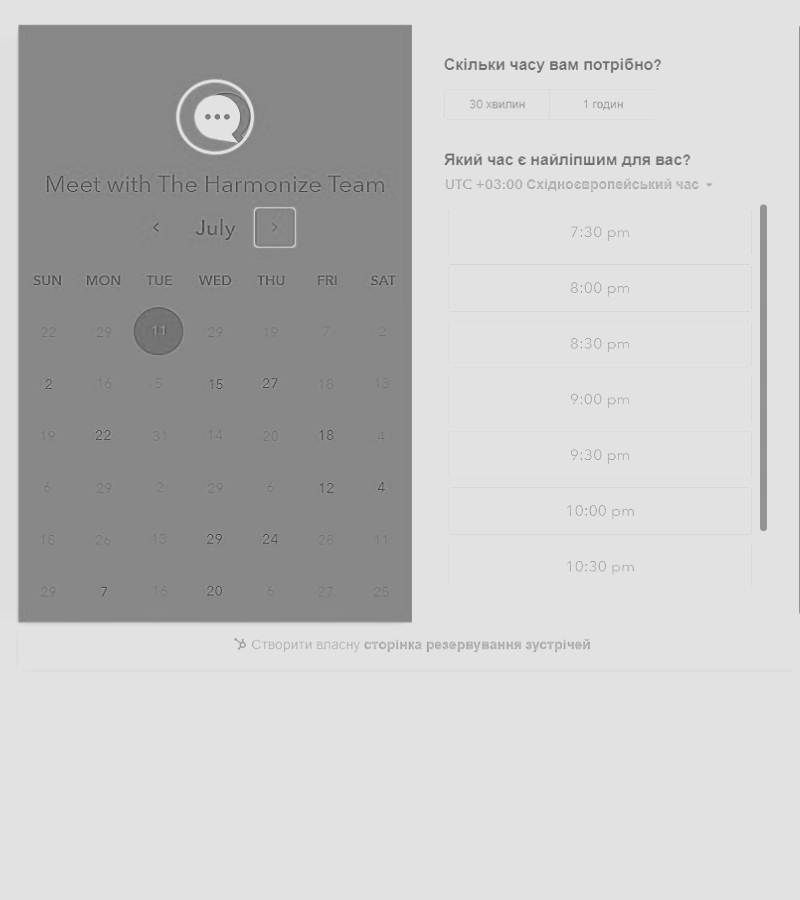 Meet with The Harmonize Team
July
SUN MON TUE WED THU FRI SAT
22 29 11 29 19 7 2
2 16 5 15 27 18 13
19 22 31 14 20 18 4
6 29 2 29 6 12 4
18 26 13 29 24 28 11
29 7 16 20 6 27 25
Скільки часу вам потрібно?
30 хвилин 1 годин
Який час є найліпшим для вас?
UTC +03:00 Східноєвропейський час
7:30 pm
8:00 pm
8:30 pm
9:00 pm
9:30 pm
10:00 pm
10:30 pm
Створити власну сторінка резервування зустрічей